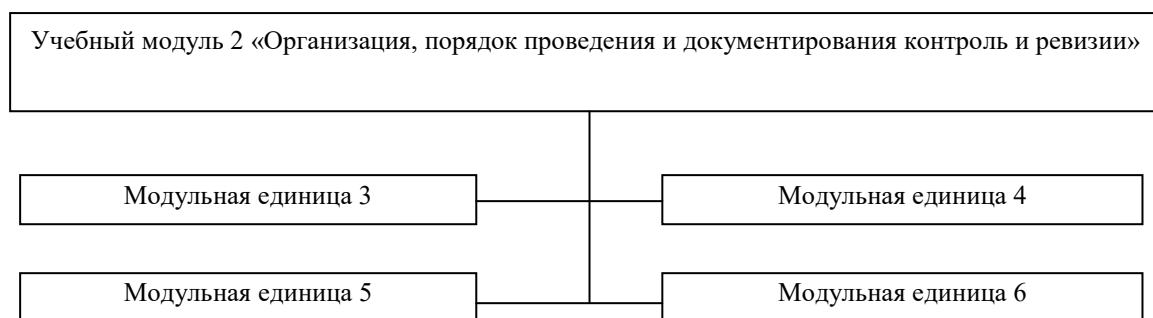 Учебный модуль 2 «Организация, порядок проведения и документирования контроль и ревизии»
Модульная единица 3
Модульная единица 4
Модульная единица 5
Модульная единица 6